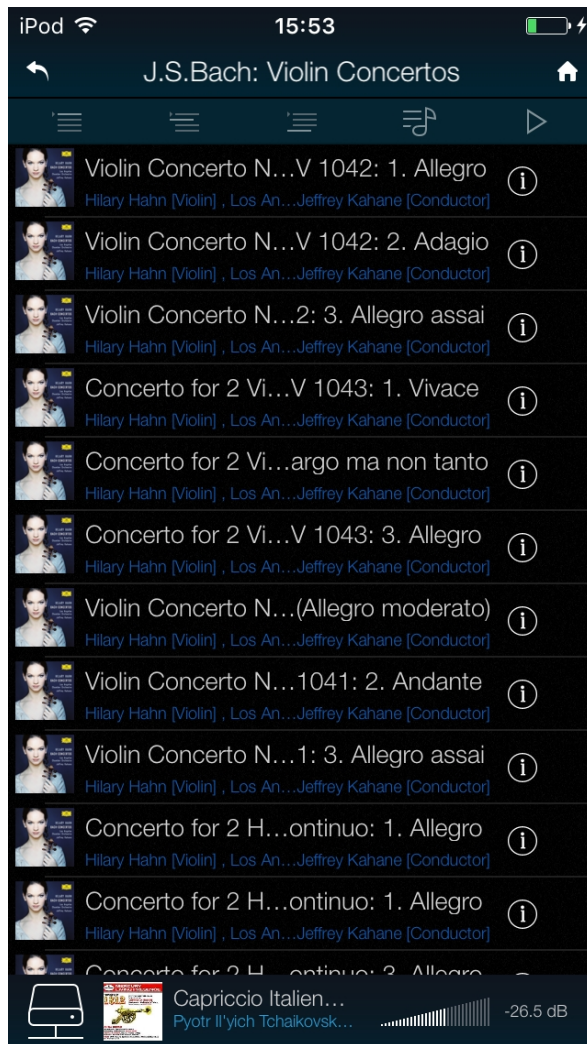 iPod 15:53
J.S.Bach: Violin Concertos
Violin Concerto N...V 1042: 1. Allegro
Hilary Hahn [Violin] , Los An...Jeffrey Kahane [Conductor]
Violin Concerto N...V 1042: 2. Adagio
Hilary Hahn [Violin] , Los An...Jeffrey Kahane [Conductor]
Violin Concerto N...2: 3. Allegro assai
Hilary Hahn [Violin] , Los An...Jeffrey Kahane [Conductor]
Concerto for 2 Vi...V 1043: 1. Vivace
Hilary Hahn [Violin] , Los An...Jeffrey Kahane [Conductor]
Concerto for 2 Vi...argo ma non tanto
Hilary Hahn [Violin] , Los An...Jeffrey Kahane [Conductor]
Concerto for 2 Vi...V 1043: 3. Allegro
Hilary Hahn [Violin] , Los An...Jeffrey Kahane [Conductor]
Violin Concerto N...(Allegro moderato)
Hilary Hahn [Violin] , Los An...Jeffrey Kahane [Conductor]
Violin Concerto N...1041: 2. Andante
Hilary Hahn [Violin] , Los An...Jeffrey Kahane [Conductor]
Violin Concerto N...1: 3. Allegro assai
Hilary Hahn [Violin] , Los An...Jeffrey Kahane [Conductor]
Concerto for 2 H...ontinuo: 1. Allegro
Hilary Hahn [Violin] , Los An...Jeffrey Kahane [Conductor]
Concerto for 2 H...ontinuo: 1. Allegro
Hilary Hahn [Violin] , Los An...Jeffrey Kahane [Conductor]
Concerto for 2 H...ontinuo: 3. Allegro
Capriccio Italien...
Pyotr Il'yich Tchaikovsk...
-26.5 dB
1812